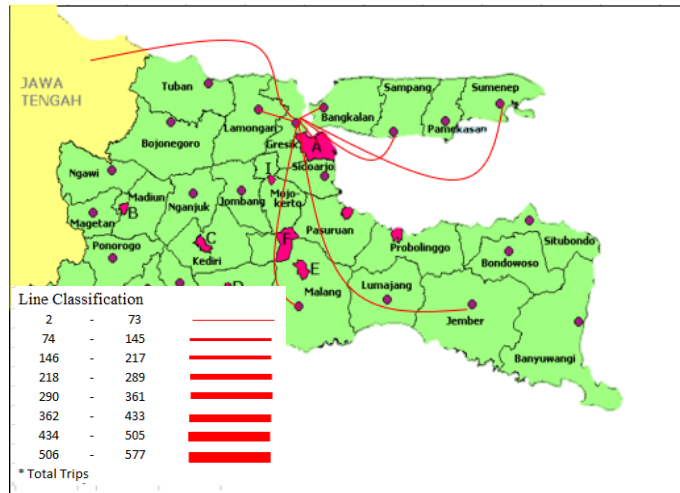 JAWA
TENGAH
Tuban
Sampang
Sumenep
Bangkalan
Pamekasan
Lamongan
Bojonegoro
Gresik
A
Sidoarjo
I
Ngawi
Madiun
Mojo-
kerto
Jombang
Nganjuk
B
Magetan
Pasuruan
Ponorogo
C
F
Probolinggo
Situbondo
Kediri
Bondowoso
E
Lumajang
Malang
Jember
Banyuwangi
Line Classification
2 - 73
74 - 145
146 - 217
218 - 289
290 - 361
362 - 433
434 - 505
506 - 577
* Total Trips